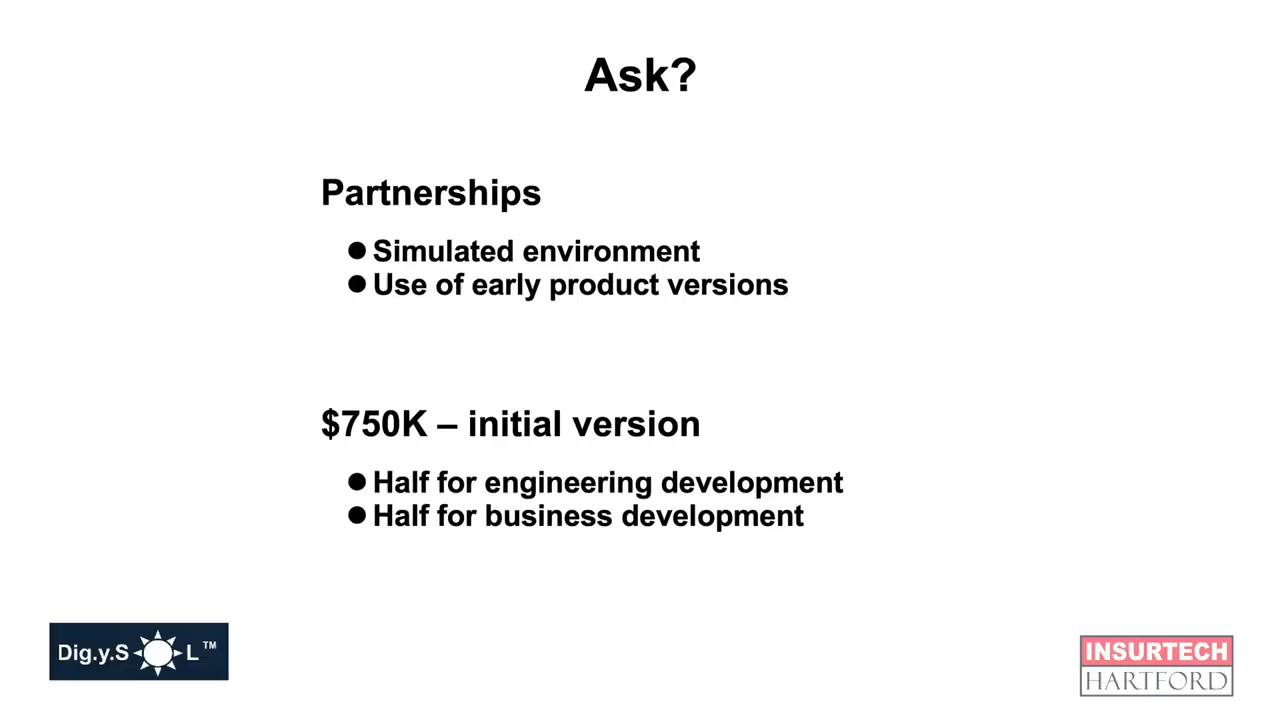 Ask?
Partnerships
● Simulated environment
● Use of early product versions
$750K – initial version
● Half for engineering development
● Half for business development
Dig.y.S L™
INSURTECH
HARTFORD